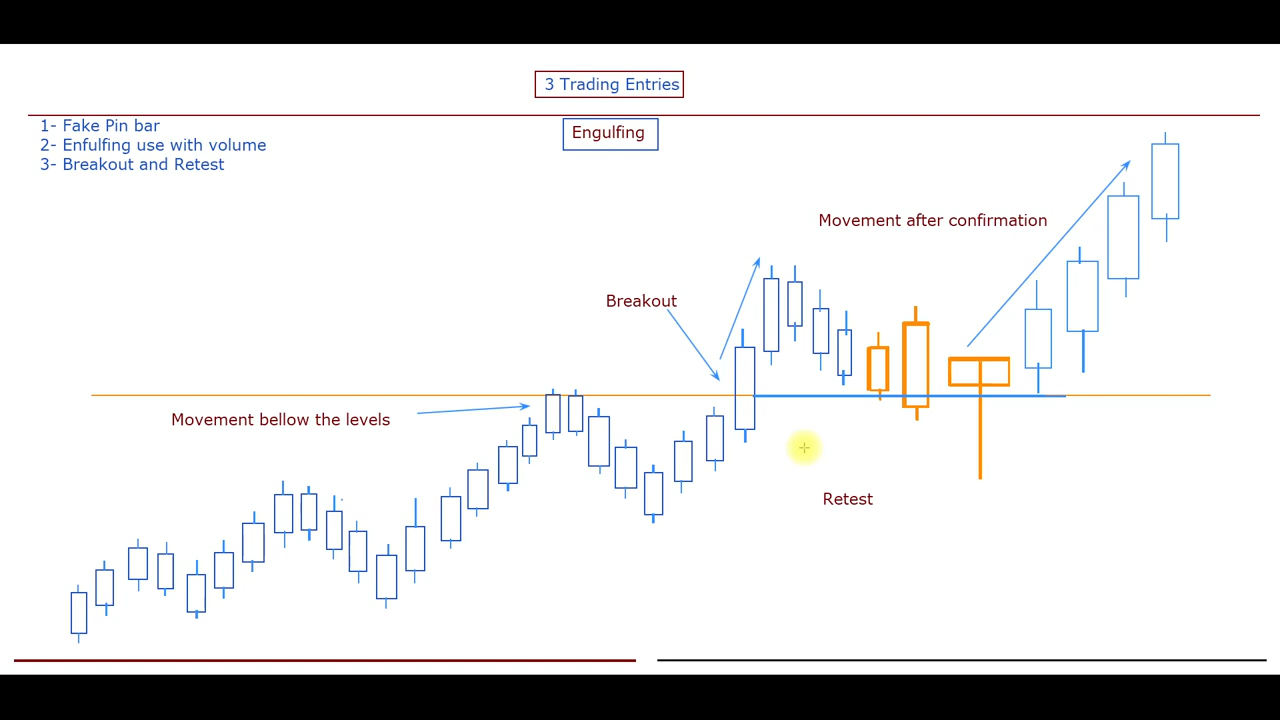 3 Trading Entries
1- Fake Pin bar
2- Enfulfing use with volume
3- Breakout and Retest
Engulfing
Movement after confirmation
Breakout
Movement bellow the levels
Retest